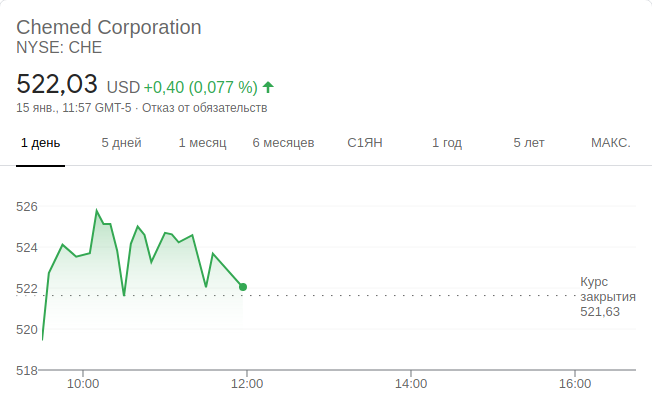 Chemed Corporation
NYSE: CHE
522,03 USD +0,40 (0,077 %)
15 янв., 11:57 GMT-5 · Отказ от обязательств
1 день 5 дней 1 месяц 6 месяцев С1ЯН 1 год 5 лет МАКС.
526
524
522
520
518
Курс
закрытия
521,63
10:00 12:00 14:00 16:00